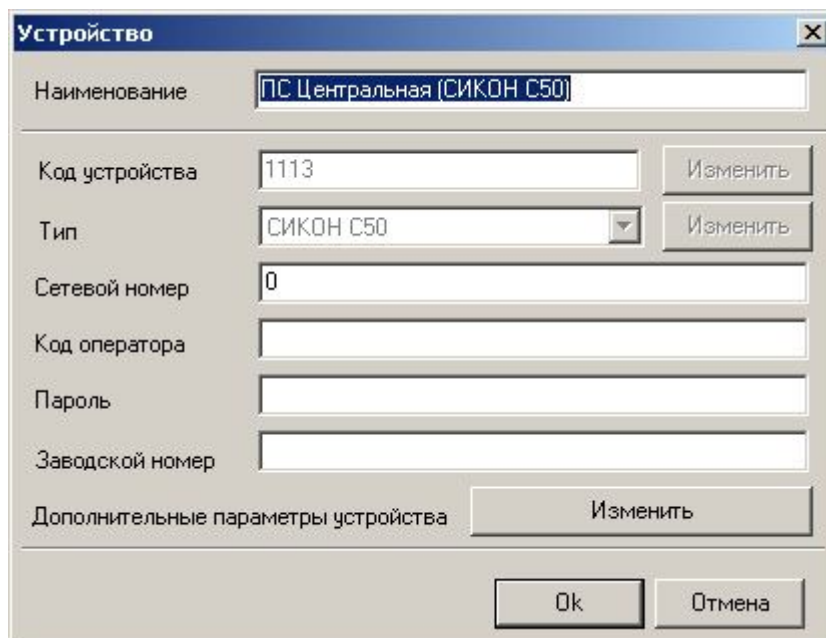 Устройство
Наименование ПС Центральная (СИКОН С50)
Код устройства 1113 Изменить
Тип СИКОН С50 Изменить
Сетевой номер 0
Код оператора
Пароль
Заводской номер
Дополнительные параметры устройства Изменить
Ok Отмена